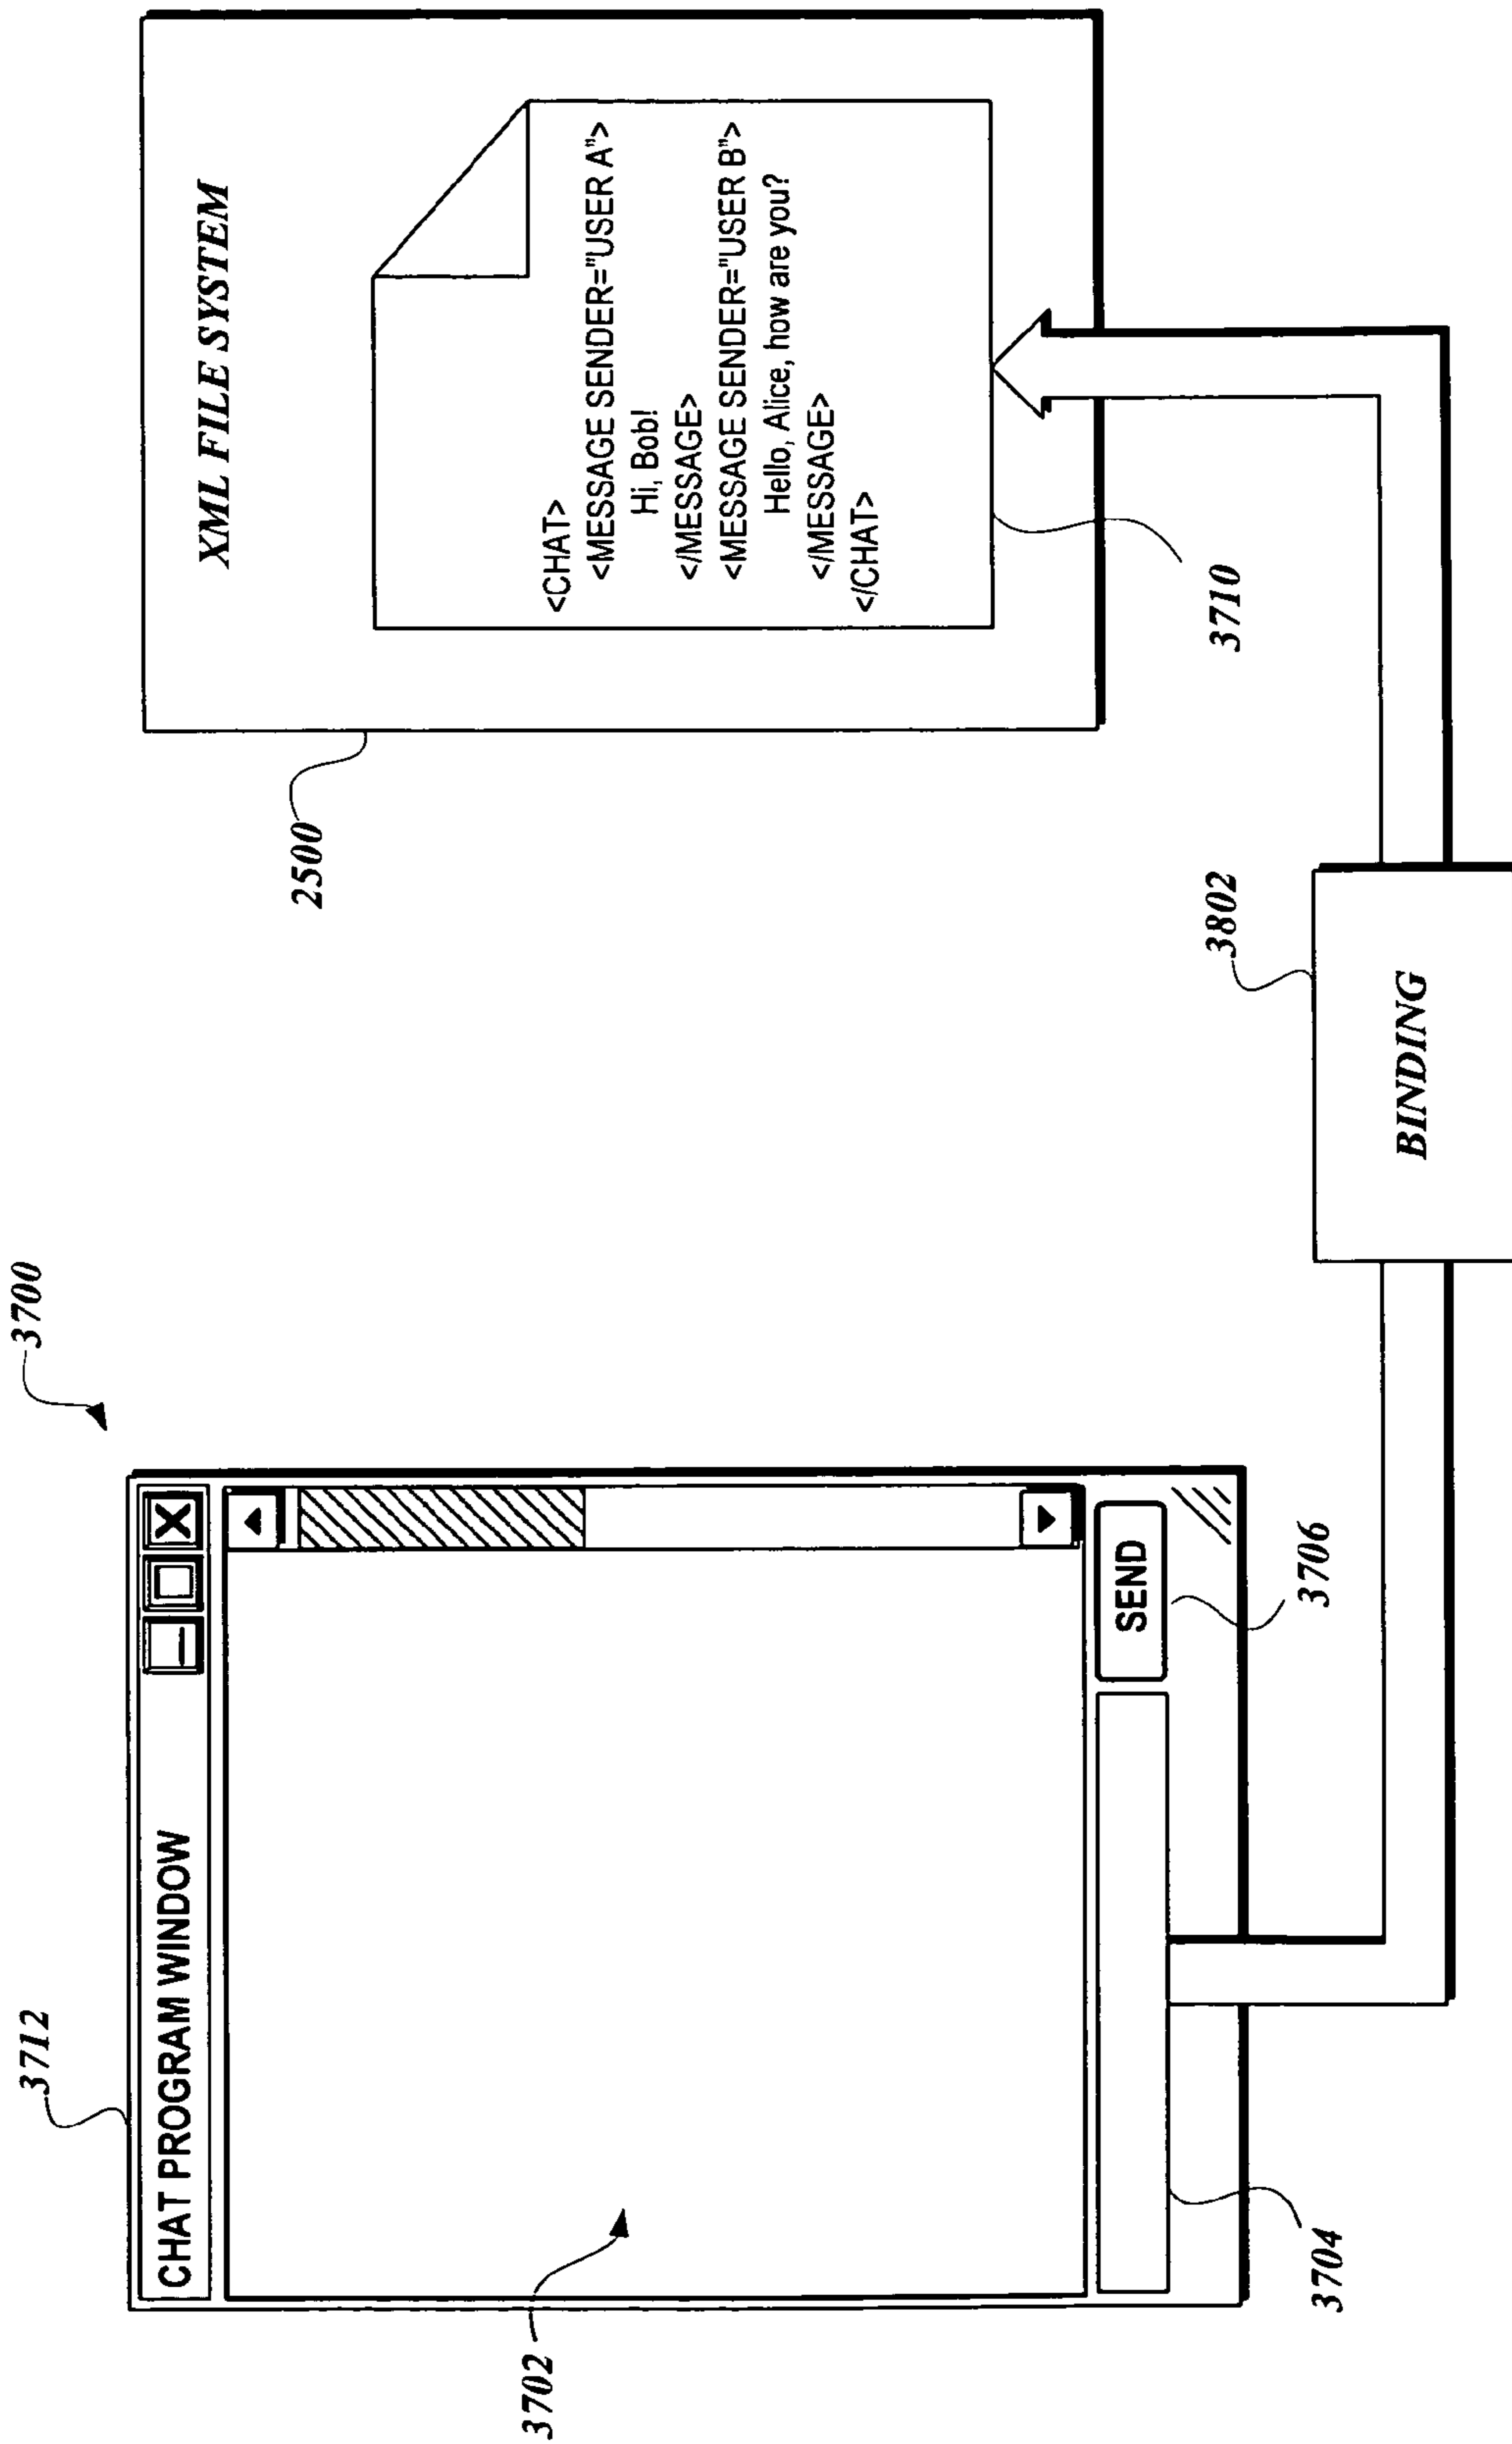 3700
3712
CHAT PROGRAM WINDOW
3702
SEND
3704
3706
XML FILE SYSTEM
2500
<CHAT>
<MESSAGE SENDER="USER A">
Hi, Bob!
</MESSAGE>
<MESSAGE SENDER="USER B">
Hello, Alice, how are you?
</MESSAGE>
</CHAT>
3710
3802
BINDING